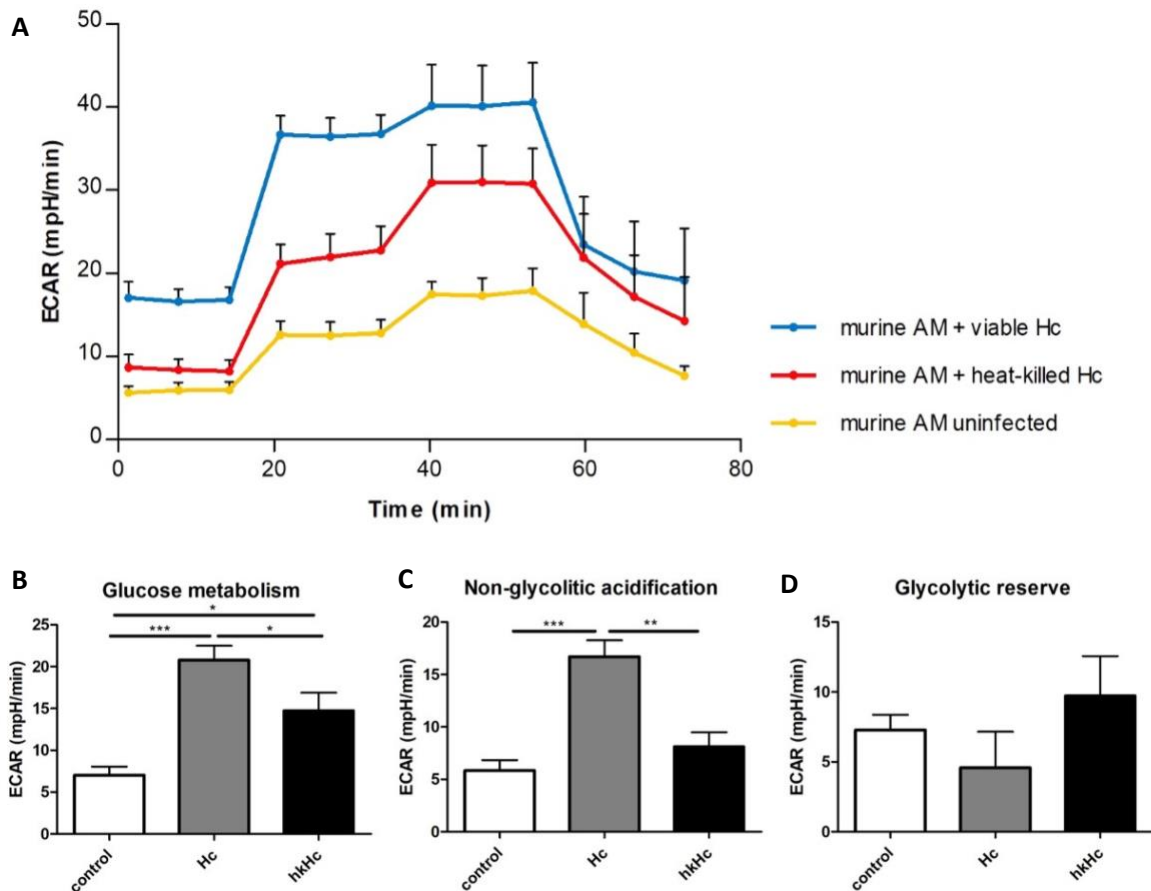 A
50
40
30
20
10
0
ECAR (mpH/min)
0 20 40 60 80
Time (min)
murine AM + viable Hc
murine AM + heat-killed Hc
murine AM uninfected
B
Glucose metabolism
*
*** *
25
20
15
10
5
0
ECAR (mpH/min)
control Hc hkHc
C
Non-glycolitic acidification
*** **
20
15
10
5
0
ECAR (mpH/min)
control Hc hkHc
D
Glycolytic reserve
15
10
5
0
ECAR (mpH/min)
control Hc hkHc